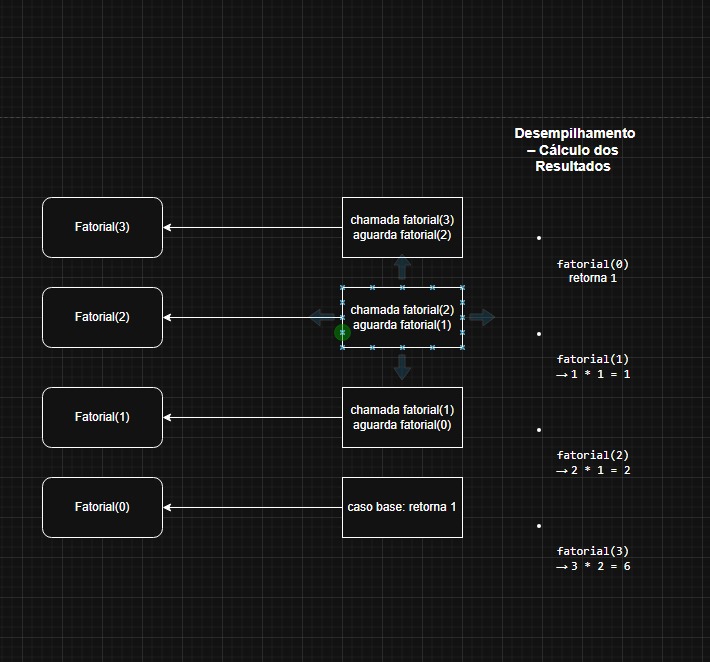 Desempilhamento
– Cálculo dos
Resultados
Fatorial(3)
chamada fatorial(3)
aguarda fatorial(2)
Fatorial(2)
chamada fatorial(2)
aguarda fatorial(1)
Fatorial(1)
chamada fatorial(1)
aguarda fatorial(0)
Fatorial(0)
caso base: retorna 1
• fatorial(0)
retorna 1
• fatorial(1)
→ 1 * 1 = 1
• fatorial(2)
→ 2 * 1 = 2
• fatorial(3)
→ 3 * 2 = 6